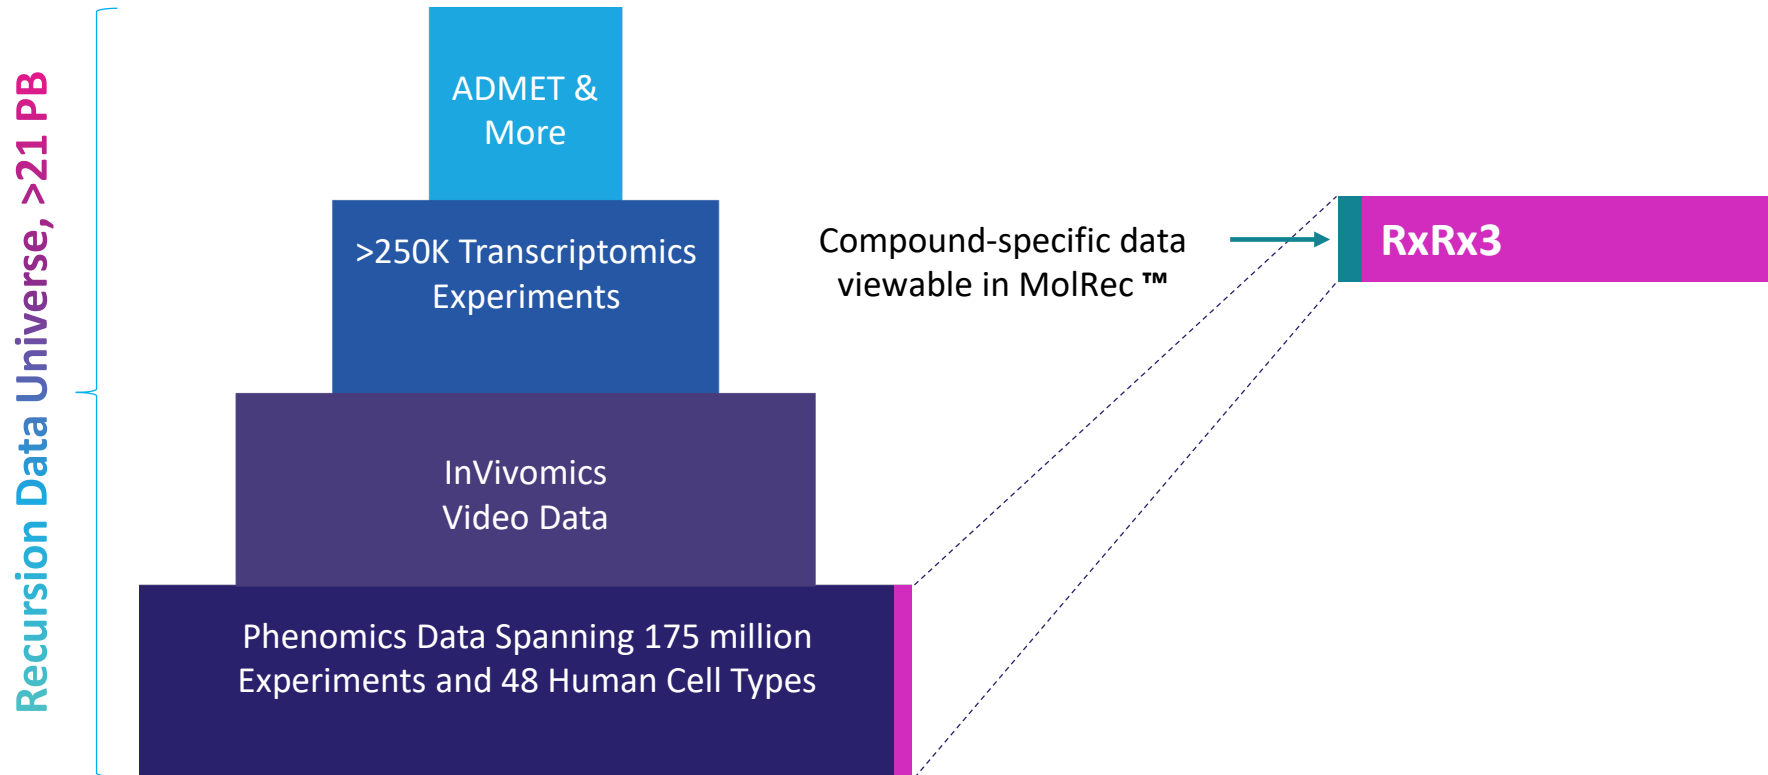 Recursion Data Universe, >21 PB
ADMET &
More
>250K Transcriptomics
Experiments
InVivomics
Video Data
Phenomics Data Spanning 175 million
Experiments and 48 Human Cell Types
Compound-specific data
viewable in MolRec ™
RxRx3